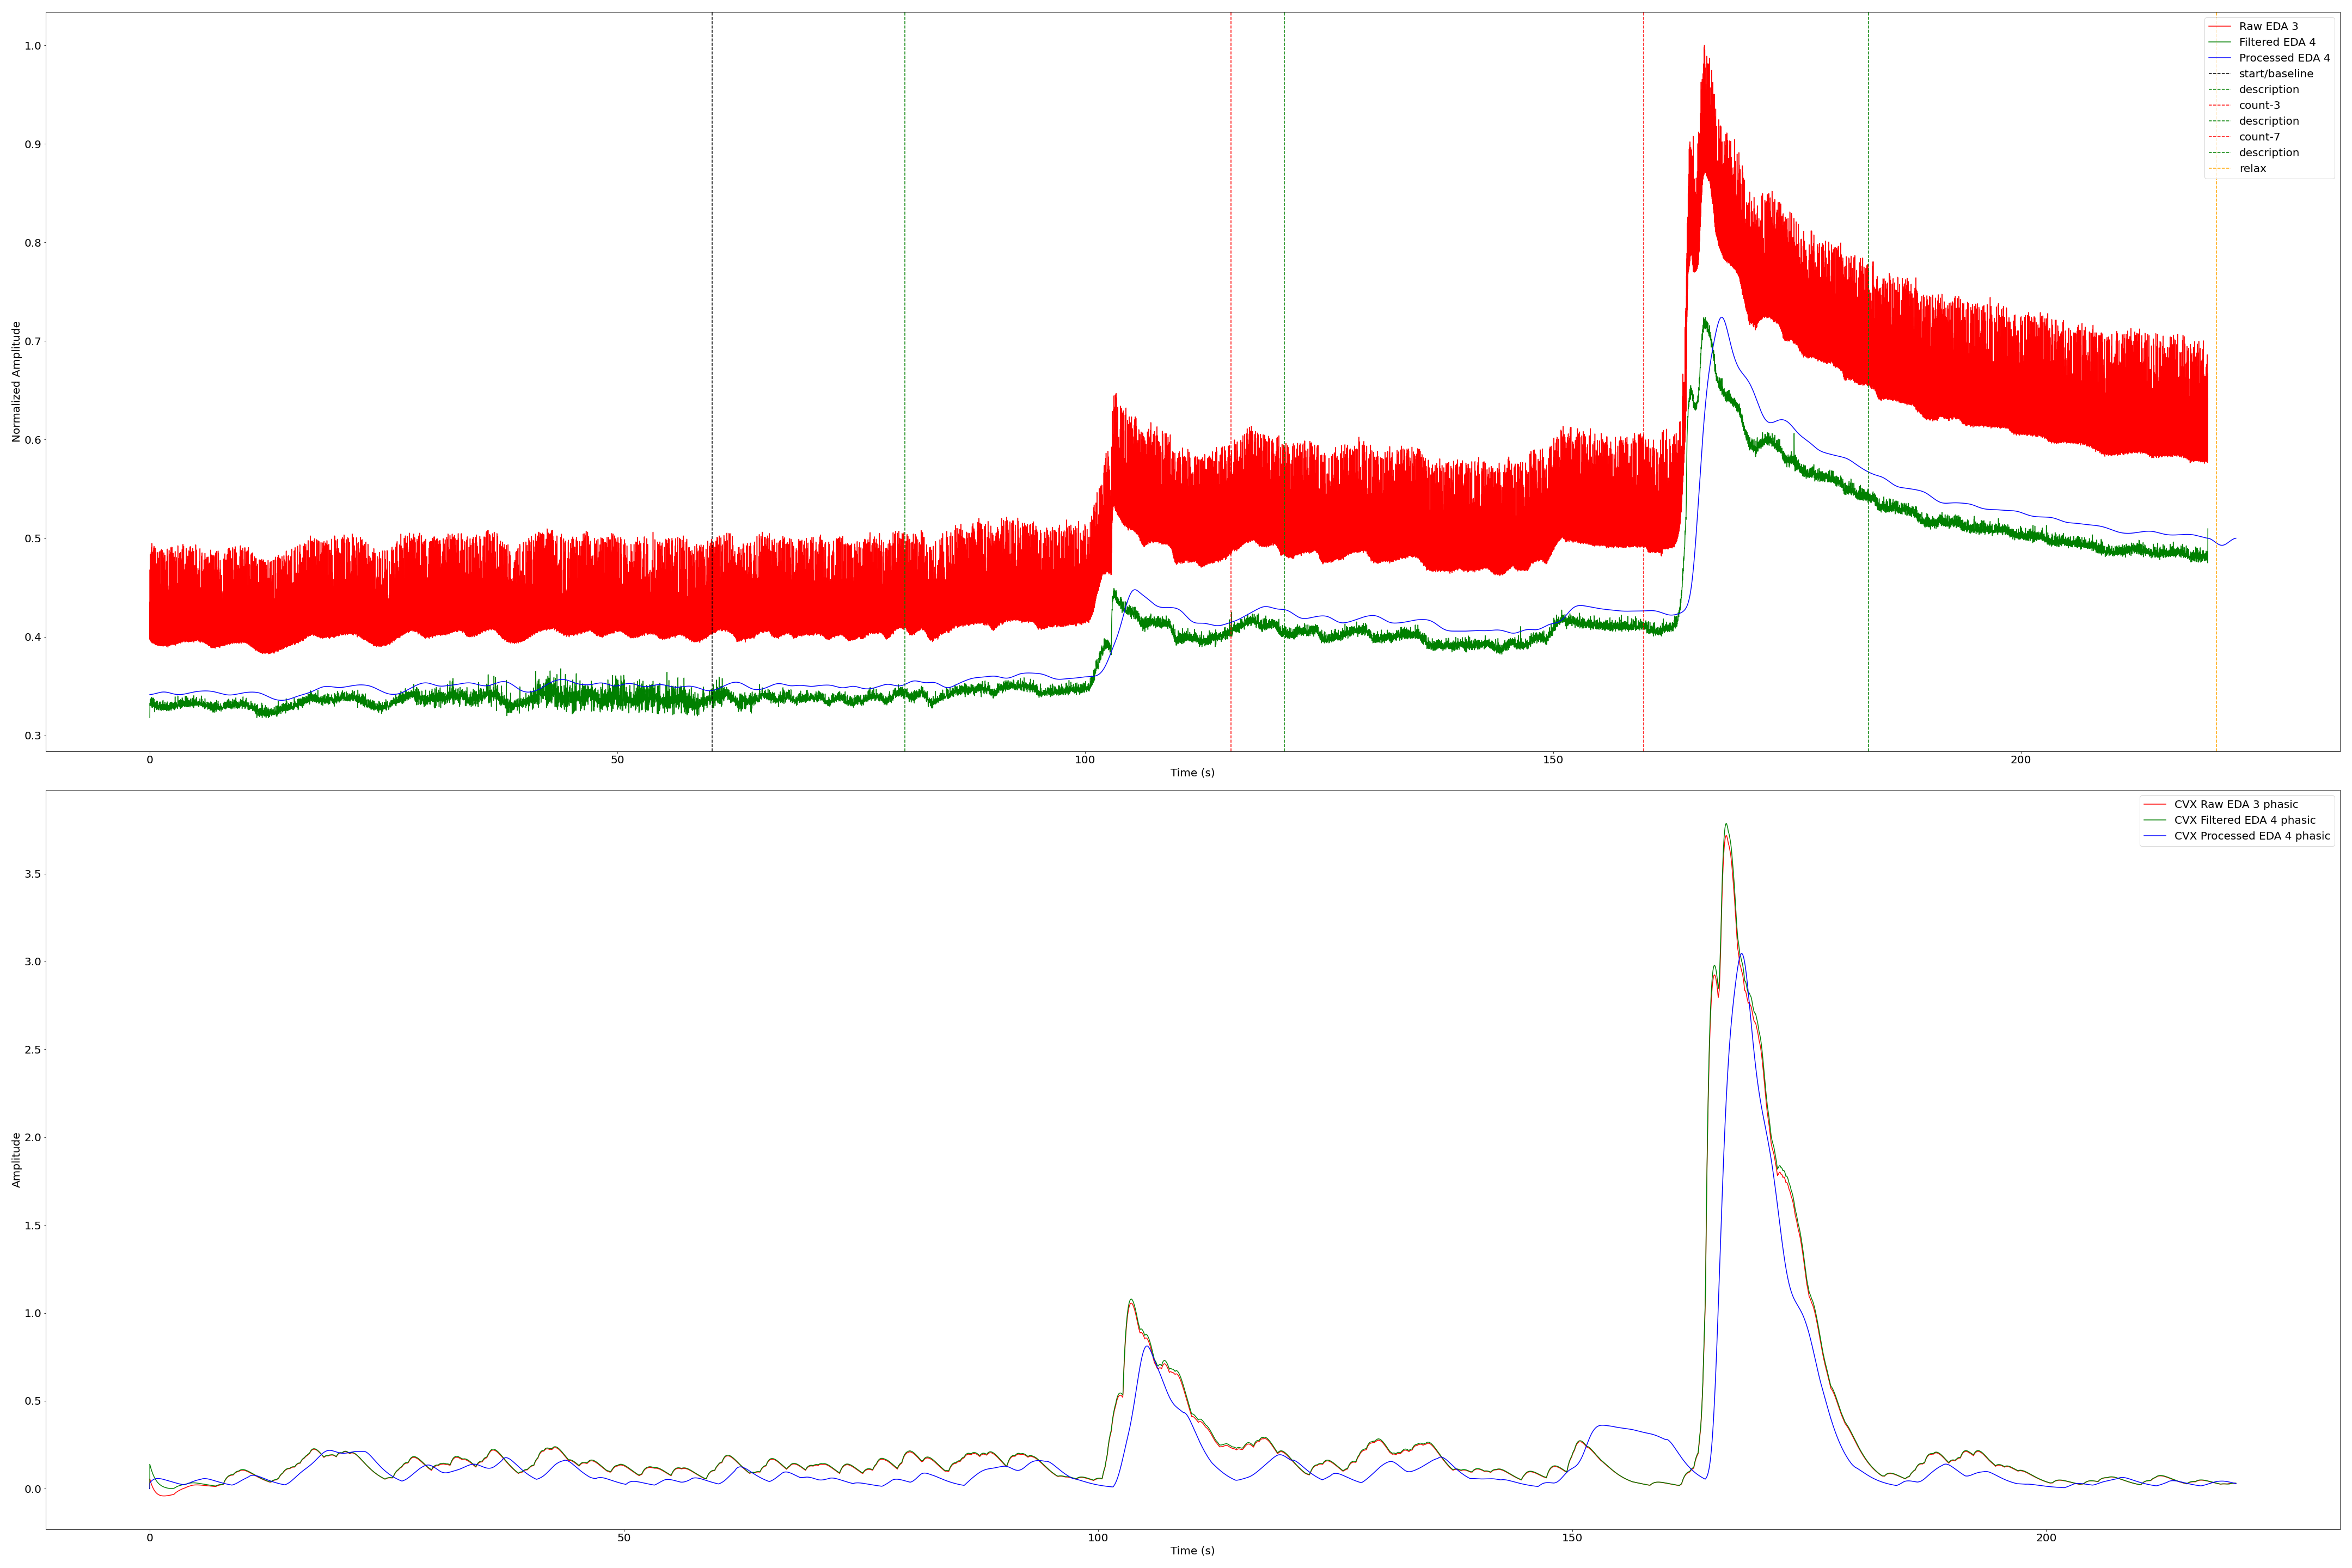 1.0
0.9
0.8
0.7
0.6
0.5
0.4
0.3
Normalized Amplitude
Raw EDA 3
Filtered EDA 4
Processed EDA 4
start/baseline
description
count-3
description
count-7
description
relax
0 50 100 150 200
Time (s)
3.5
3.0
2.5
2.0
1.5
1.0
0.5
0.0
Amplitude
CVX Raw EDA 3 phasic
CVX Filtered EDA 4 phasic
CVX Processed EDA 4 phasic
0 50 100 150 200
Time (s)